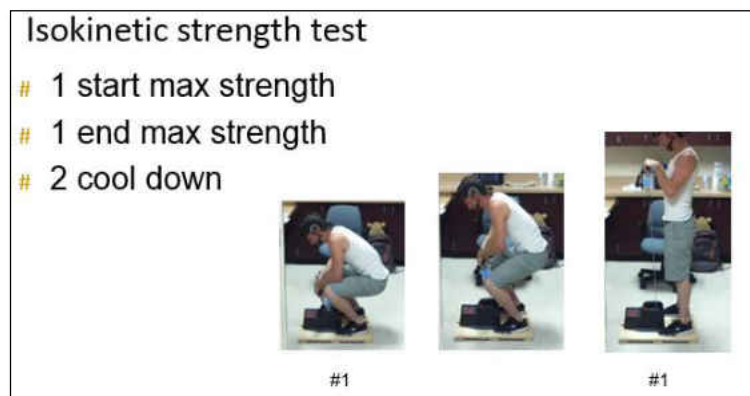 Isokinetic strength test
# 1 start max strength
# 1 end max strength
# 2 cool down
#1 #1